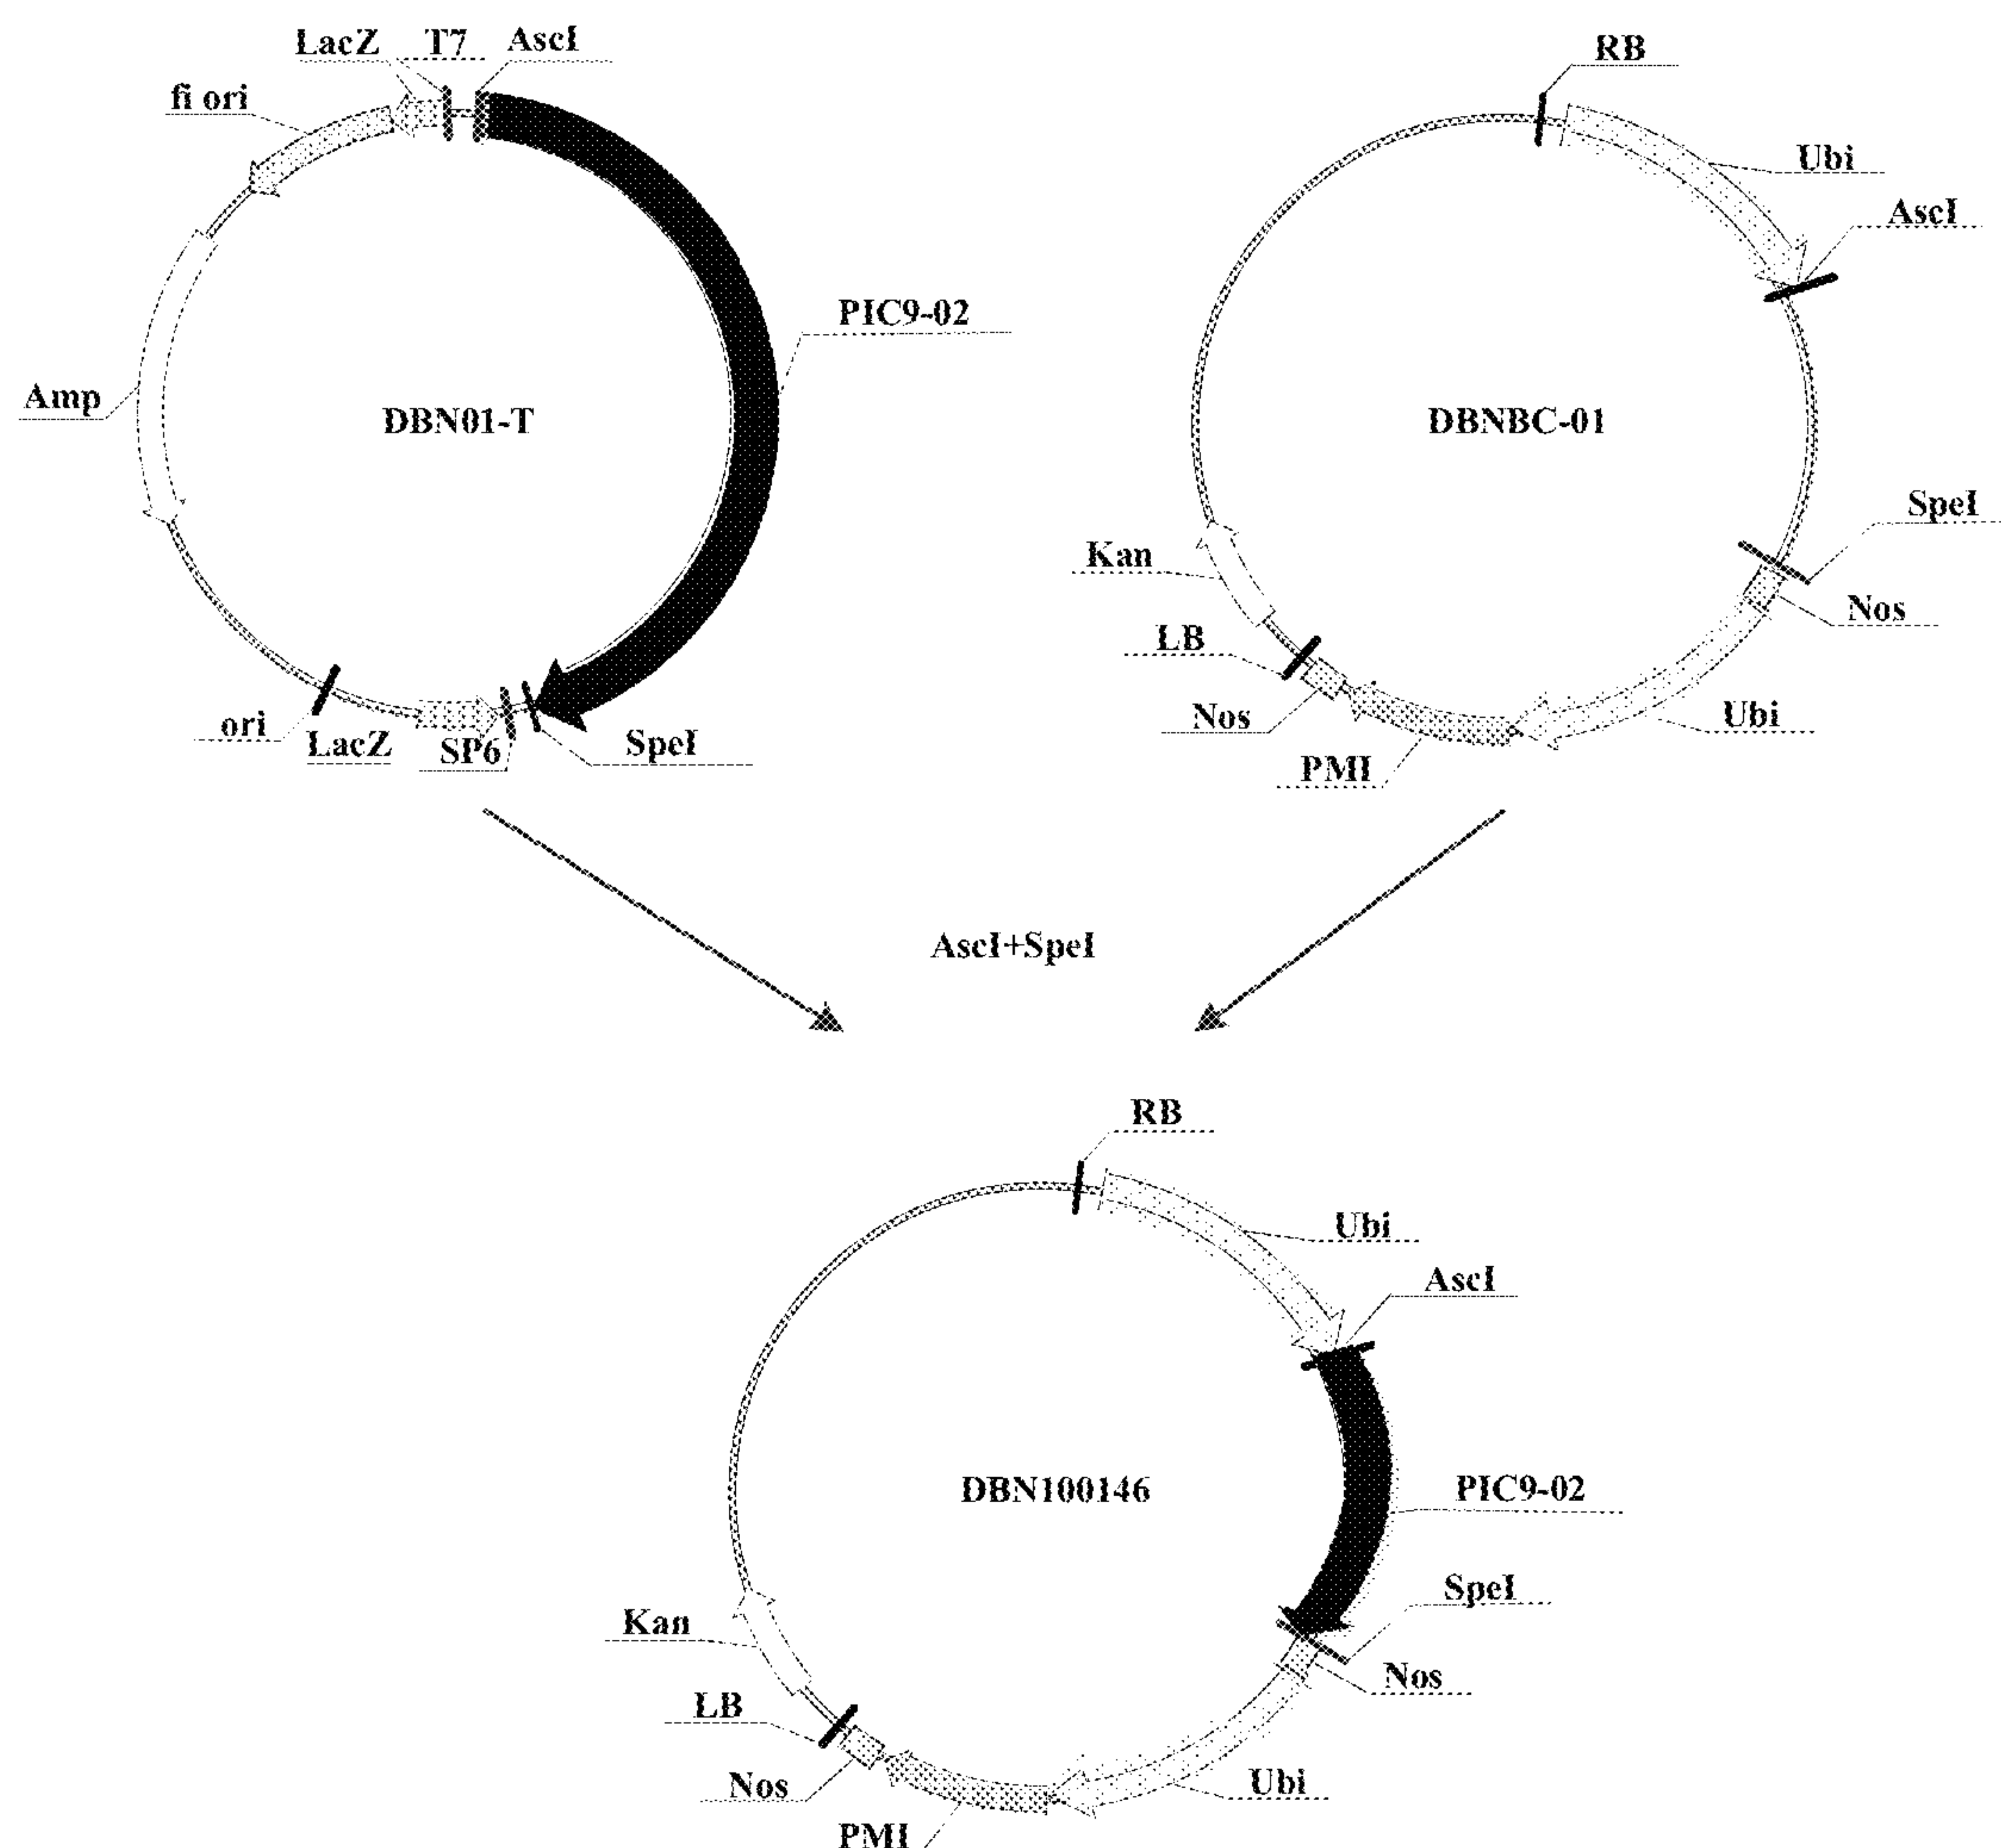 LacZ T7 AscI
fi ori
PIC9-02
Amp
DBN01-T
ori
LacZ
SP6
SpeI
RB
Ubi
AscI
DBNBC-01
SpeI
Kan
Nos
LB
Nos
Ubi
PMI
AscI+SpeI
RB
Ubi
AscI
DBN100146
PIC9-02
SpeI
Kan
Nos
LB
Nos
Ubi
PMI